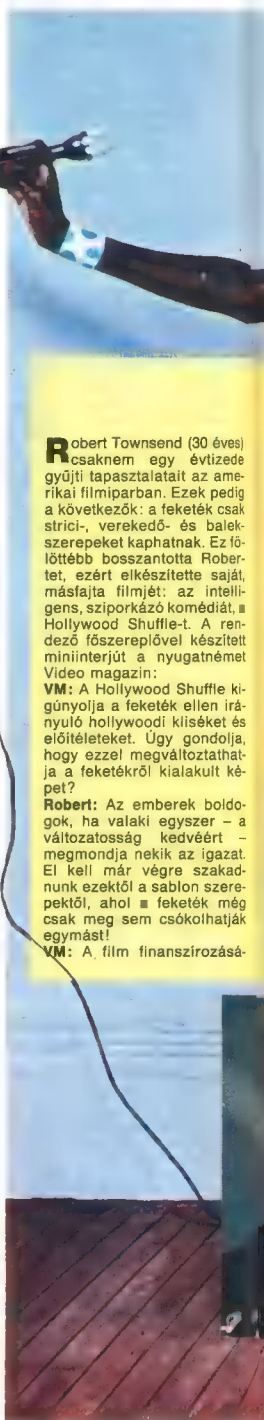 Robert Townsend (30 éves)
csaknem egy évtizede
gyűjti tapasztalatait az ame-
rikai filmiparban. Ezek pedig
a következők: a feketék csak
strici-, verekedő- és balek-
szerepeket kaphatnak. Ez fö-
löttébb bosszantotta Rober-
tet, ezért elkészítette saját,
másfajta filmjét: az intelli-
gens, sziporkázó komédiát, ■
Hollywood Shuffle-t. A ren-
dező főszereplővel készített
miniinterjút a nyugatnémet
Video magazin:
VM: A Hollywood Shuffle ki-
gúnyolja a feketék ellen irá-
nyuló hollywoodi kliséket és
előítéleteket. Úgy gondolja,
hogy ezzel megváltoztathat-
ja a feketékről kialakult ké-
pet?
Robert: Az emberek boldo-
gok, ha valaki egyszer – a
változatosság kedvéért –
megmondja nekik az igazat.
El kell már végre szakad-
nunk ezektől a sablon szere-
pektől, ahol ■ feketék még
csak meg sem csókolhatják
egymást!
VM: A film finanszírozásá-